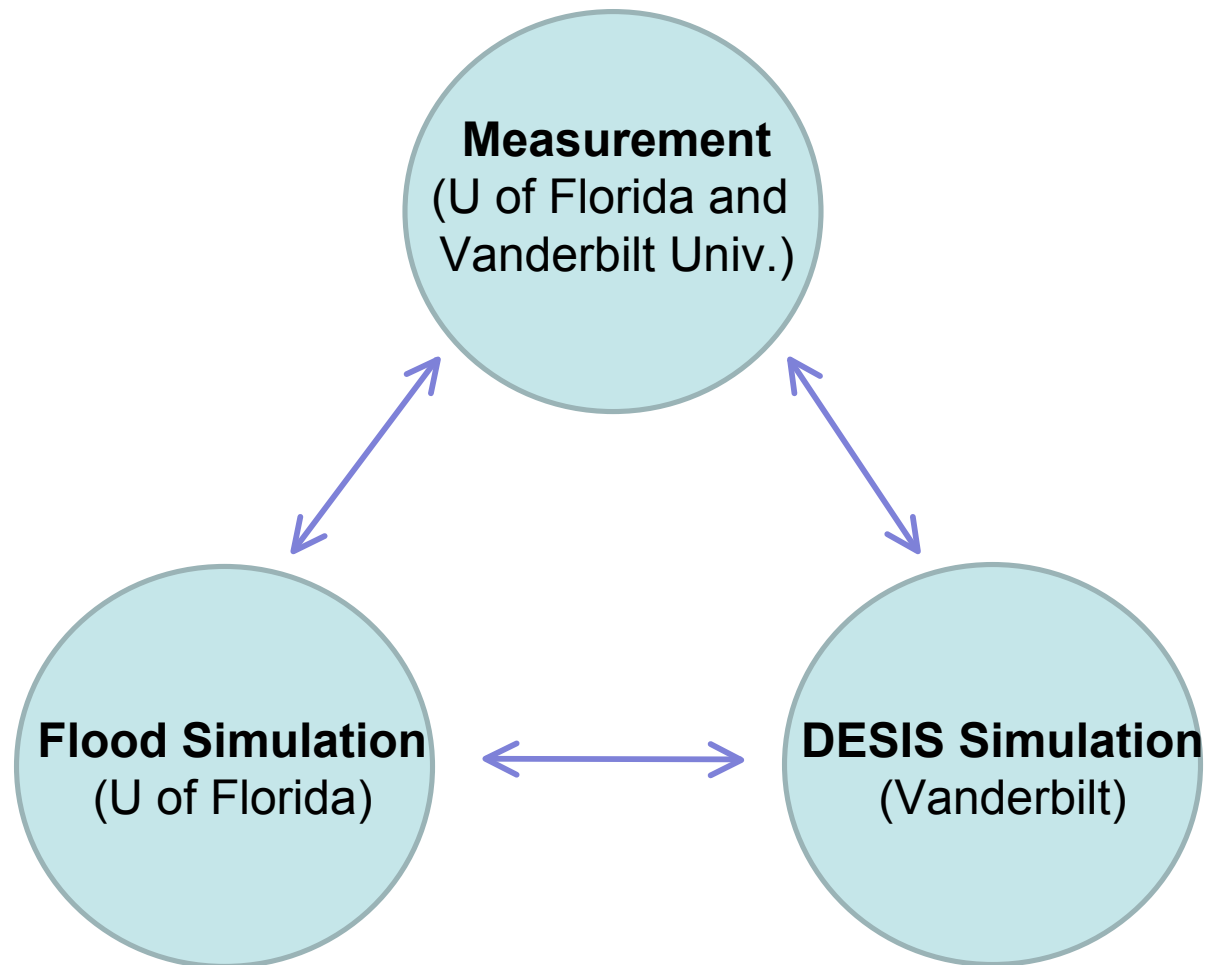 Measurement
(U of Florida and
Vanderbilt Univ.)
Flood Simulation
(U of Florida)
DESIS Simulation
(Vanderbilt)